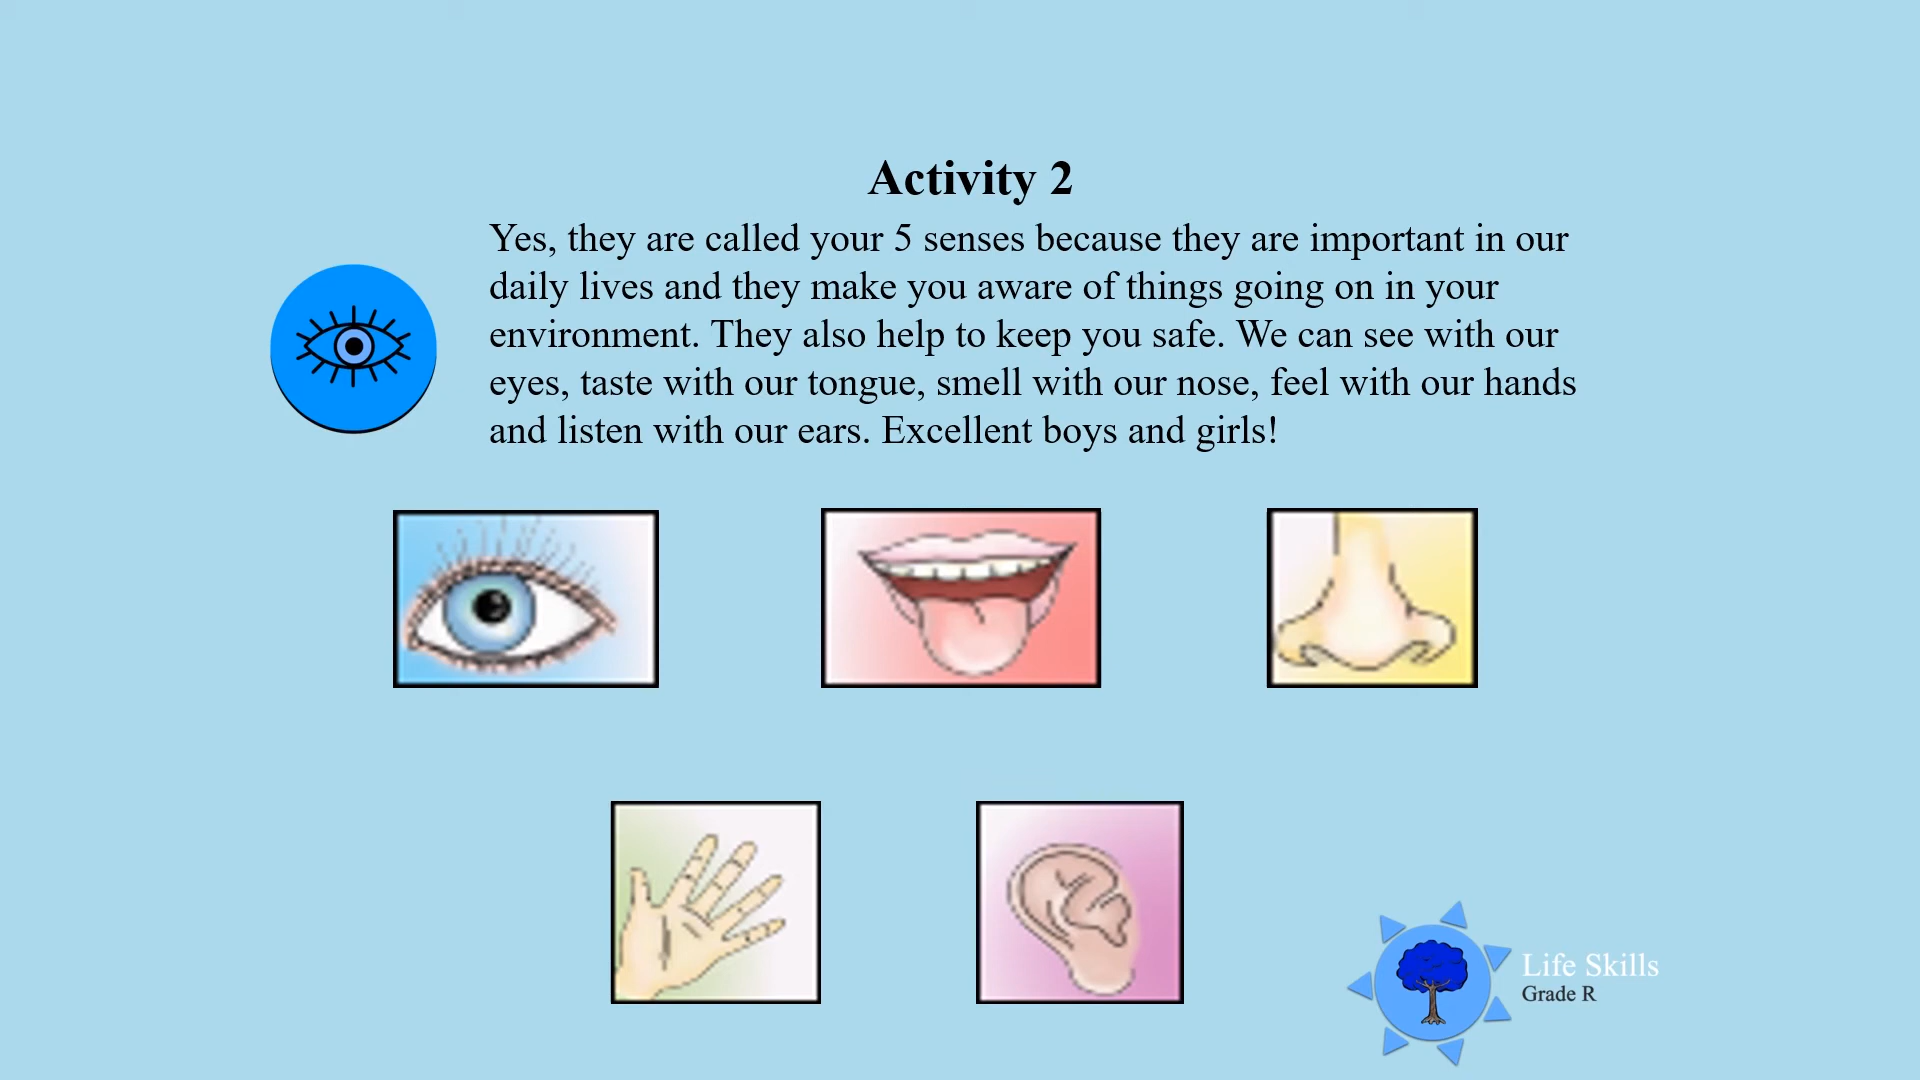 Activity 2
Yes, they are called your 5 senses because they are important in our
daily lives and they make you aware of things going on in your
environment. They also help to keep you safe. We can see with our
eyes, taste with our tongue, smell with our nose, feel with our hands
and listen with our ears. Excellent boys and girls!
Life Skills
Grade R